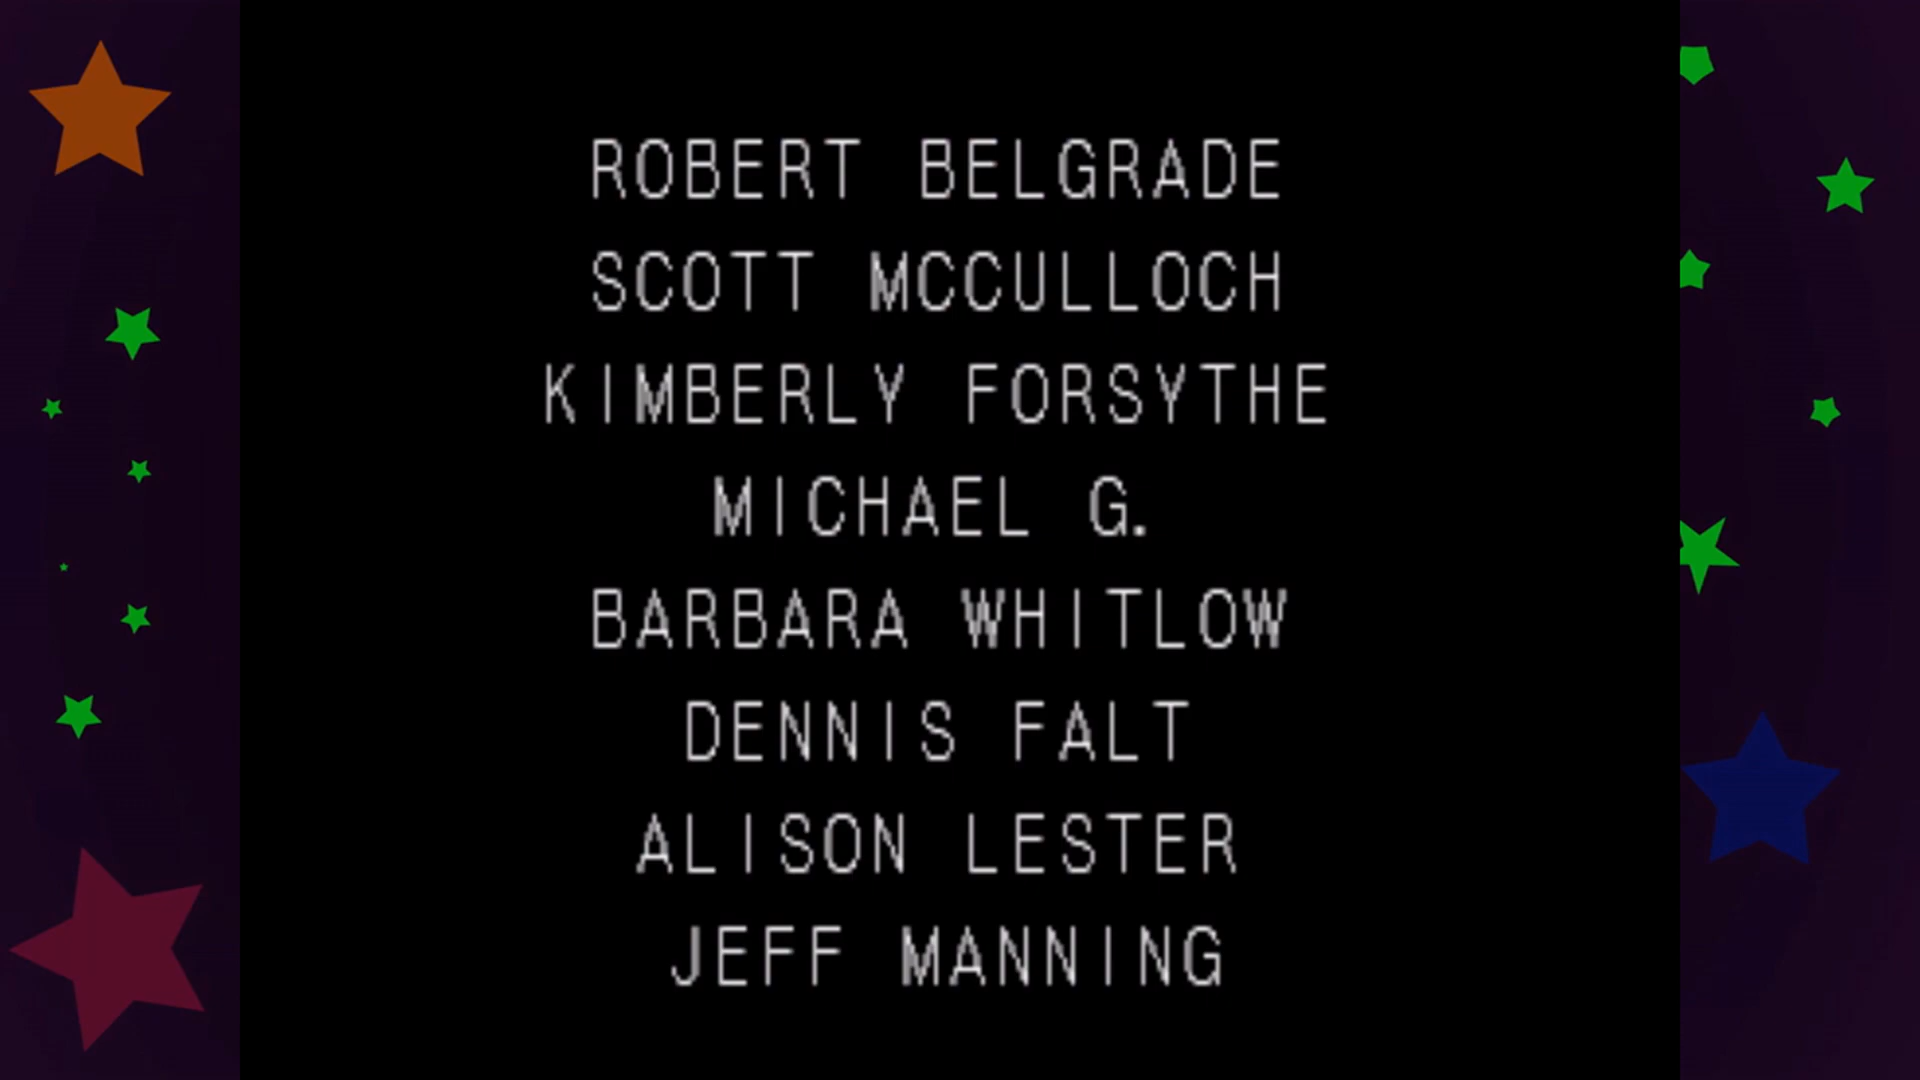 ROBERT BELGRADE
SCOTT MCCULLOCH
KIMBERLY FORSYTHE
MICHAEL G.
BARBARA WHITLOW
DENNIS FALT
ALISON LESTER
JEFF MANNING